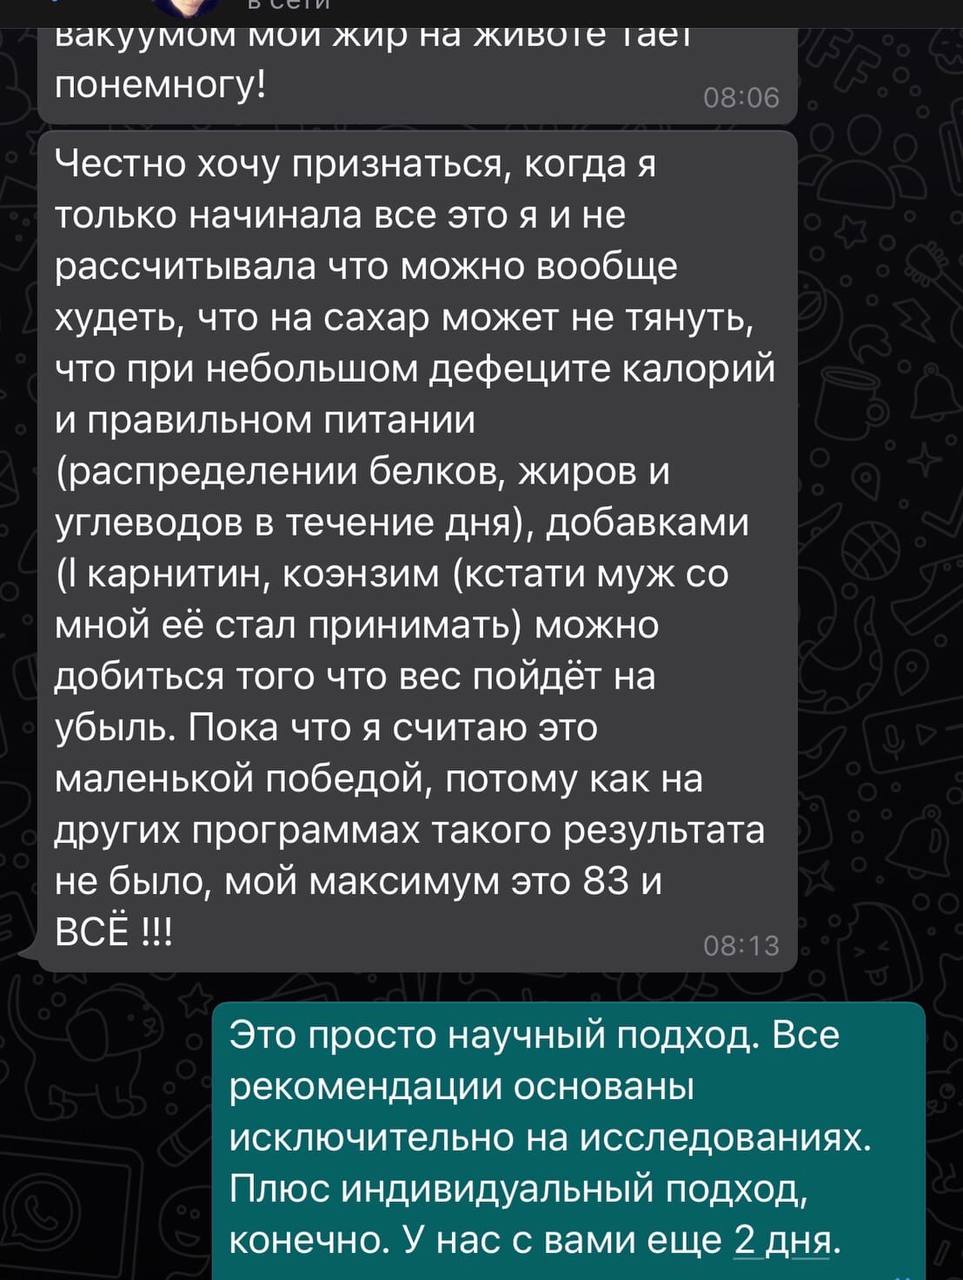 в сети
вакуумом мой жир на животе тает
понемногу!
08:06
Честно хочу признаться, когда я
только начинала все это я и не
рассчитывала что можно вообще
худеть, что на сахар может не тянуть,
что при небольшом дефеците калорий
и правильном питании
(распределении белков, жиров и
углеводов в течение дня), добавками
(l карнитин, коэнзим (кстати муж со
мной её стал принимать) можно
добиться того что вес пойдёт на
убыль. Пока что я считаю это
маленькой победой, потому как на
других программах такого результата
не было, мой максимум это 83 и
ВСЁ !!!
08:13
Это просто научный подход. Все
рекомендации основаны
исключительно на исследованиях.
Плюс индивидуальный подход,
конечно. У нас с вами еще 2 дня.